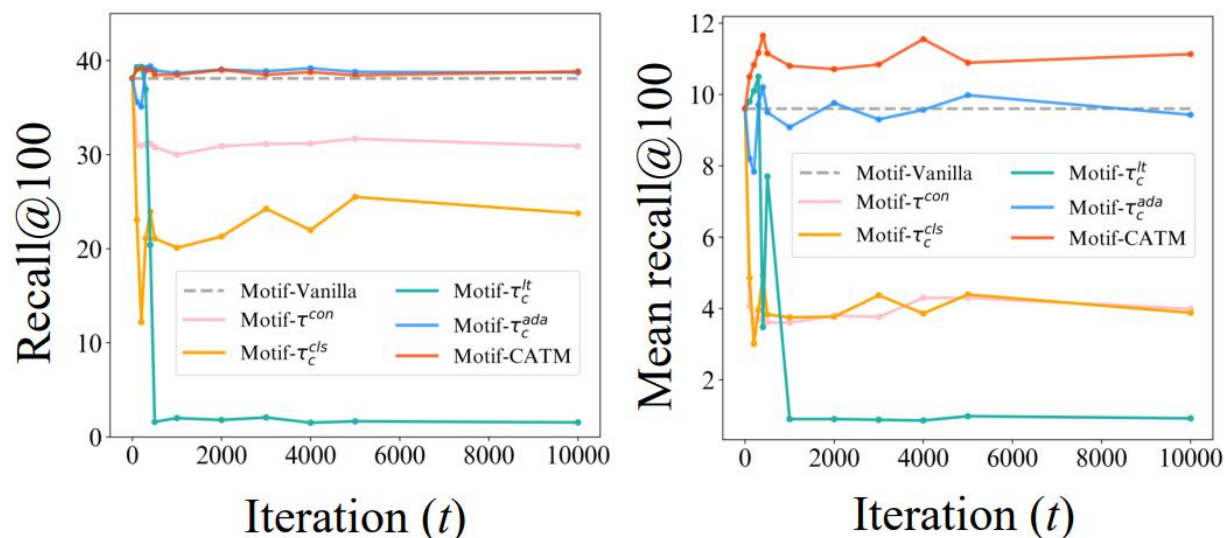 Recall@100
40
30
20
10
0
Motif-Vanilla
Motif-τ^con
Motif-τ_c^cls
Motif-τ_c^lt
Motif-τ_c^ada
Motif-CATM
0 2000 4000 6000 8000 10000
Iteration (t)
Mean recall@100
12
10
8
6
4
2
Motif-Vanilla
Motif-τ^con
Motif-τ_c^cls
Motif-τ_c^lt
Motif-τ_c^ada
Motif-CATM
0 2000 4000 6000 8000 10000
Iteration (t)